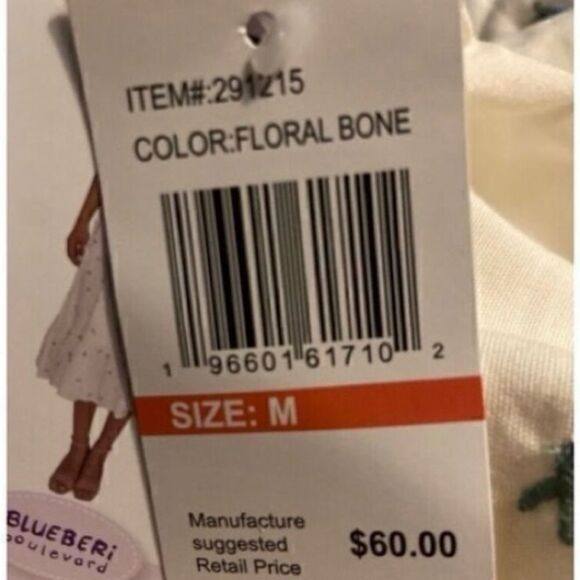 ITEM#:291215
COLOR:FLORAL BONE
1 96601 61710 2
SIZE: M
BLUEBERi
boulevard
Manufacture
suggested
Retail Price
$60.00